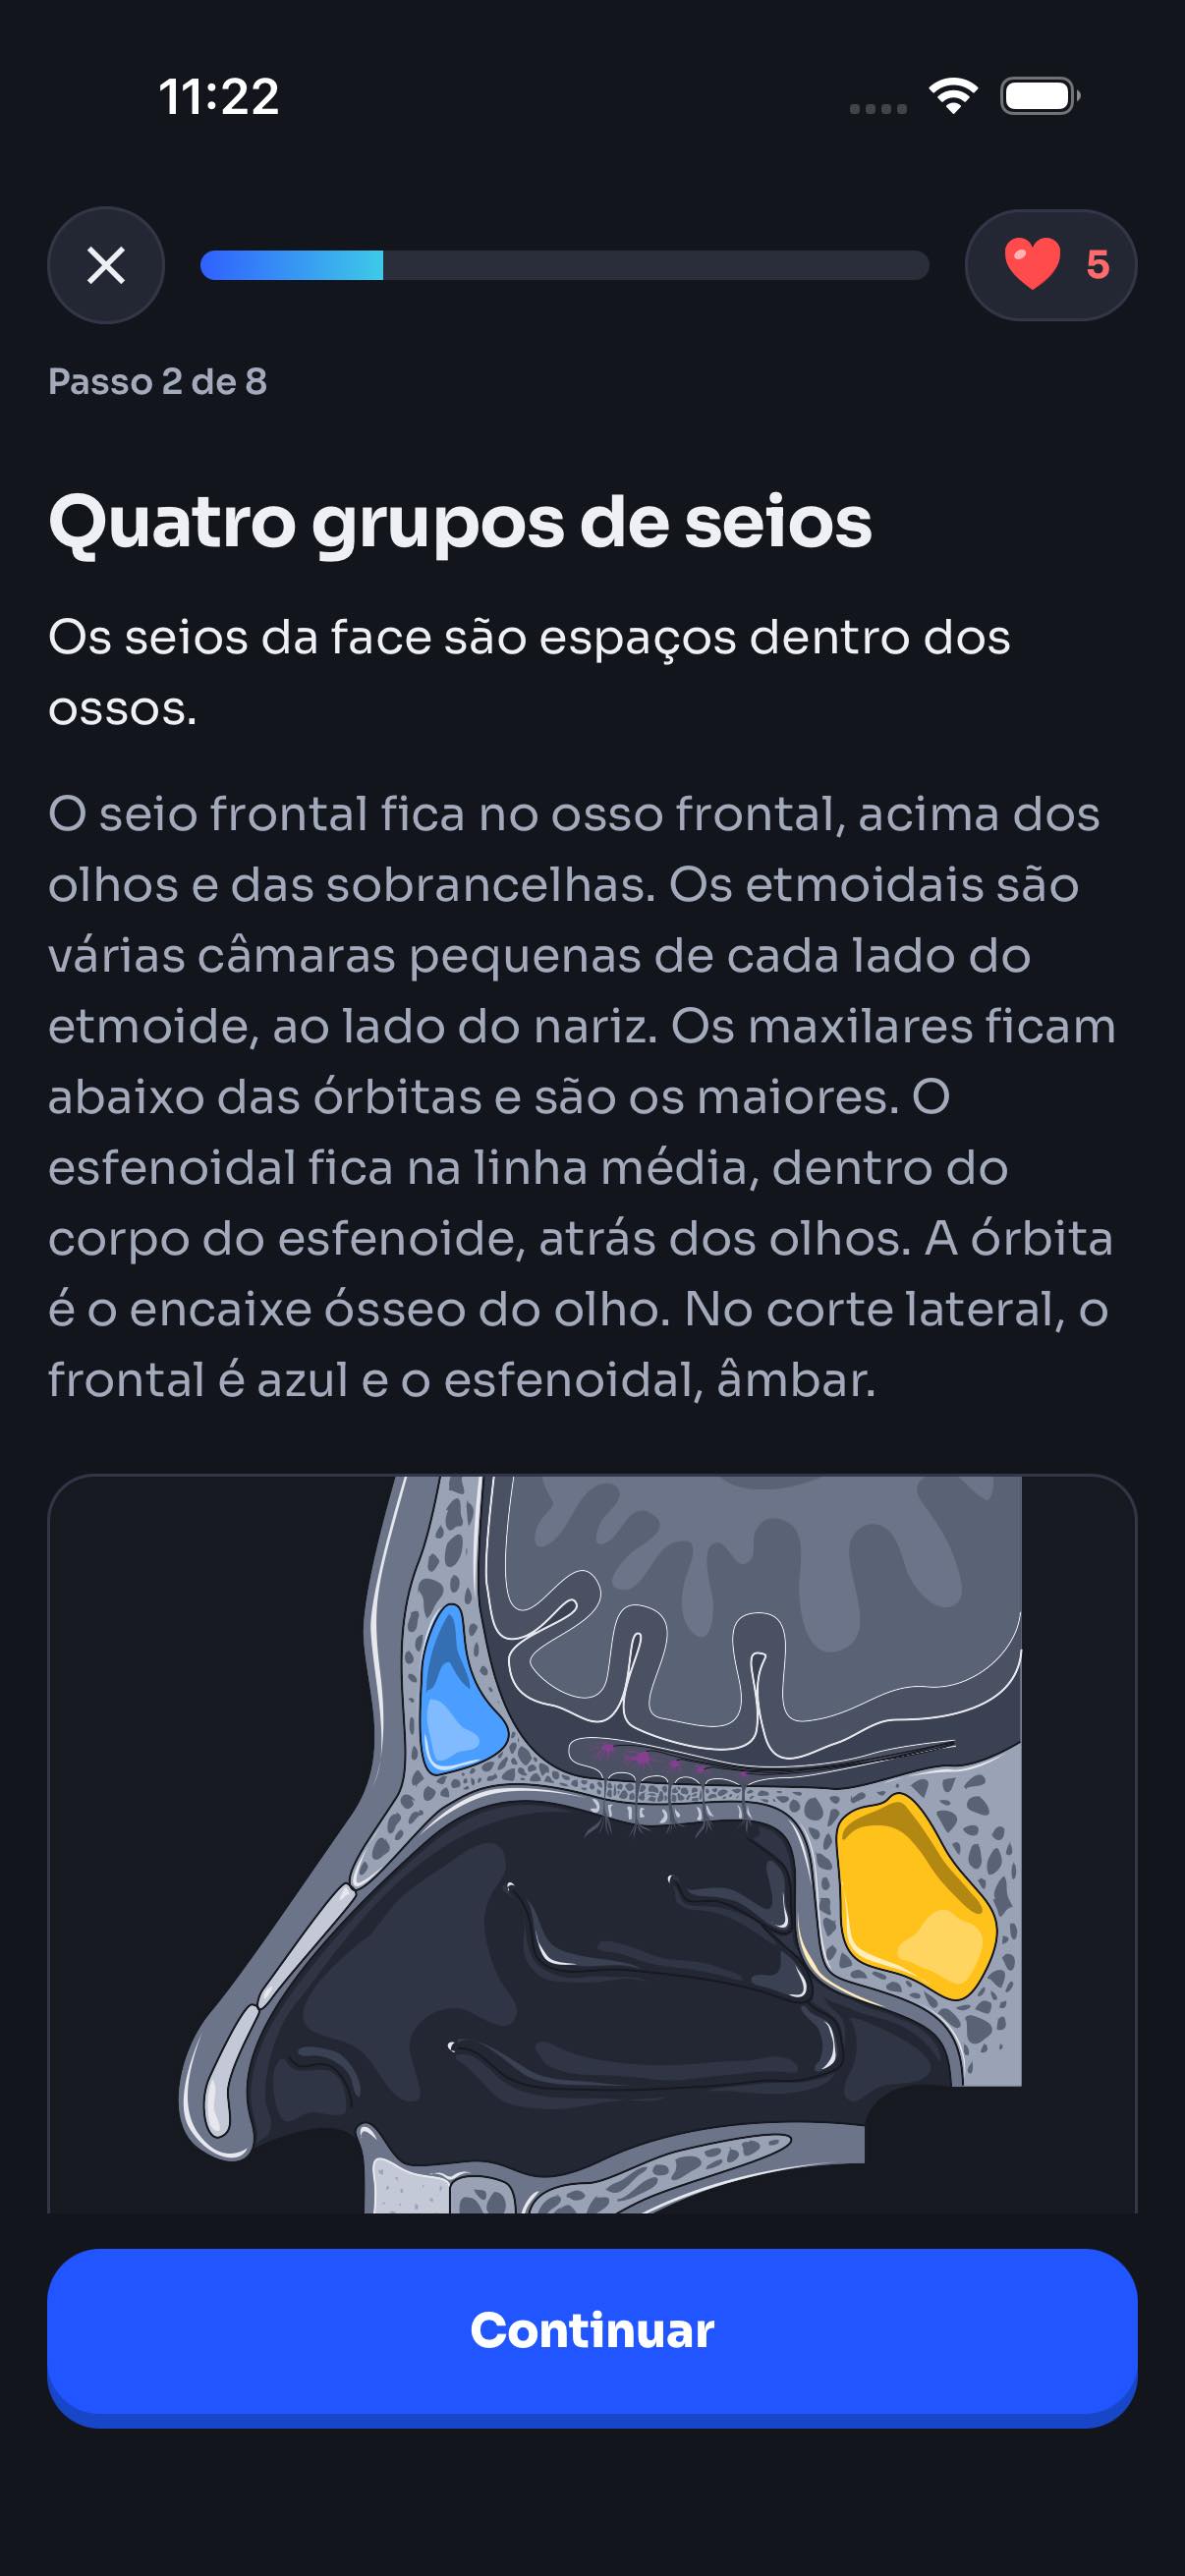 11:22
5
Passo 2 de 8
Quatro grupos de seios
Os seios da face são espaços dentro dos
ossos.
O seio frontal fica no osso frontal, acima dos
olhos e das sobrancelhas. Os etmoidais são
várias câmaras pequenas de cada lado do
etmoide, ao lado do nariz. Os maxilares ficam
abaixo das órbitas e são os maiores. O
esfenoidal fica na linha média, dentro do
corpo do esfenoide, atrás dos olhos. A órbita
é o encaixe ósseo do olho. No corte lateral, o
frontal é azul e o esfenoidal, âmbar.
Continuar